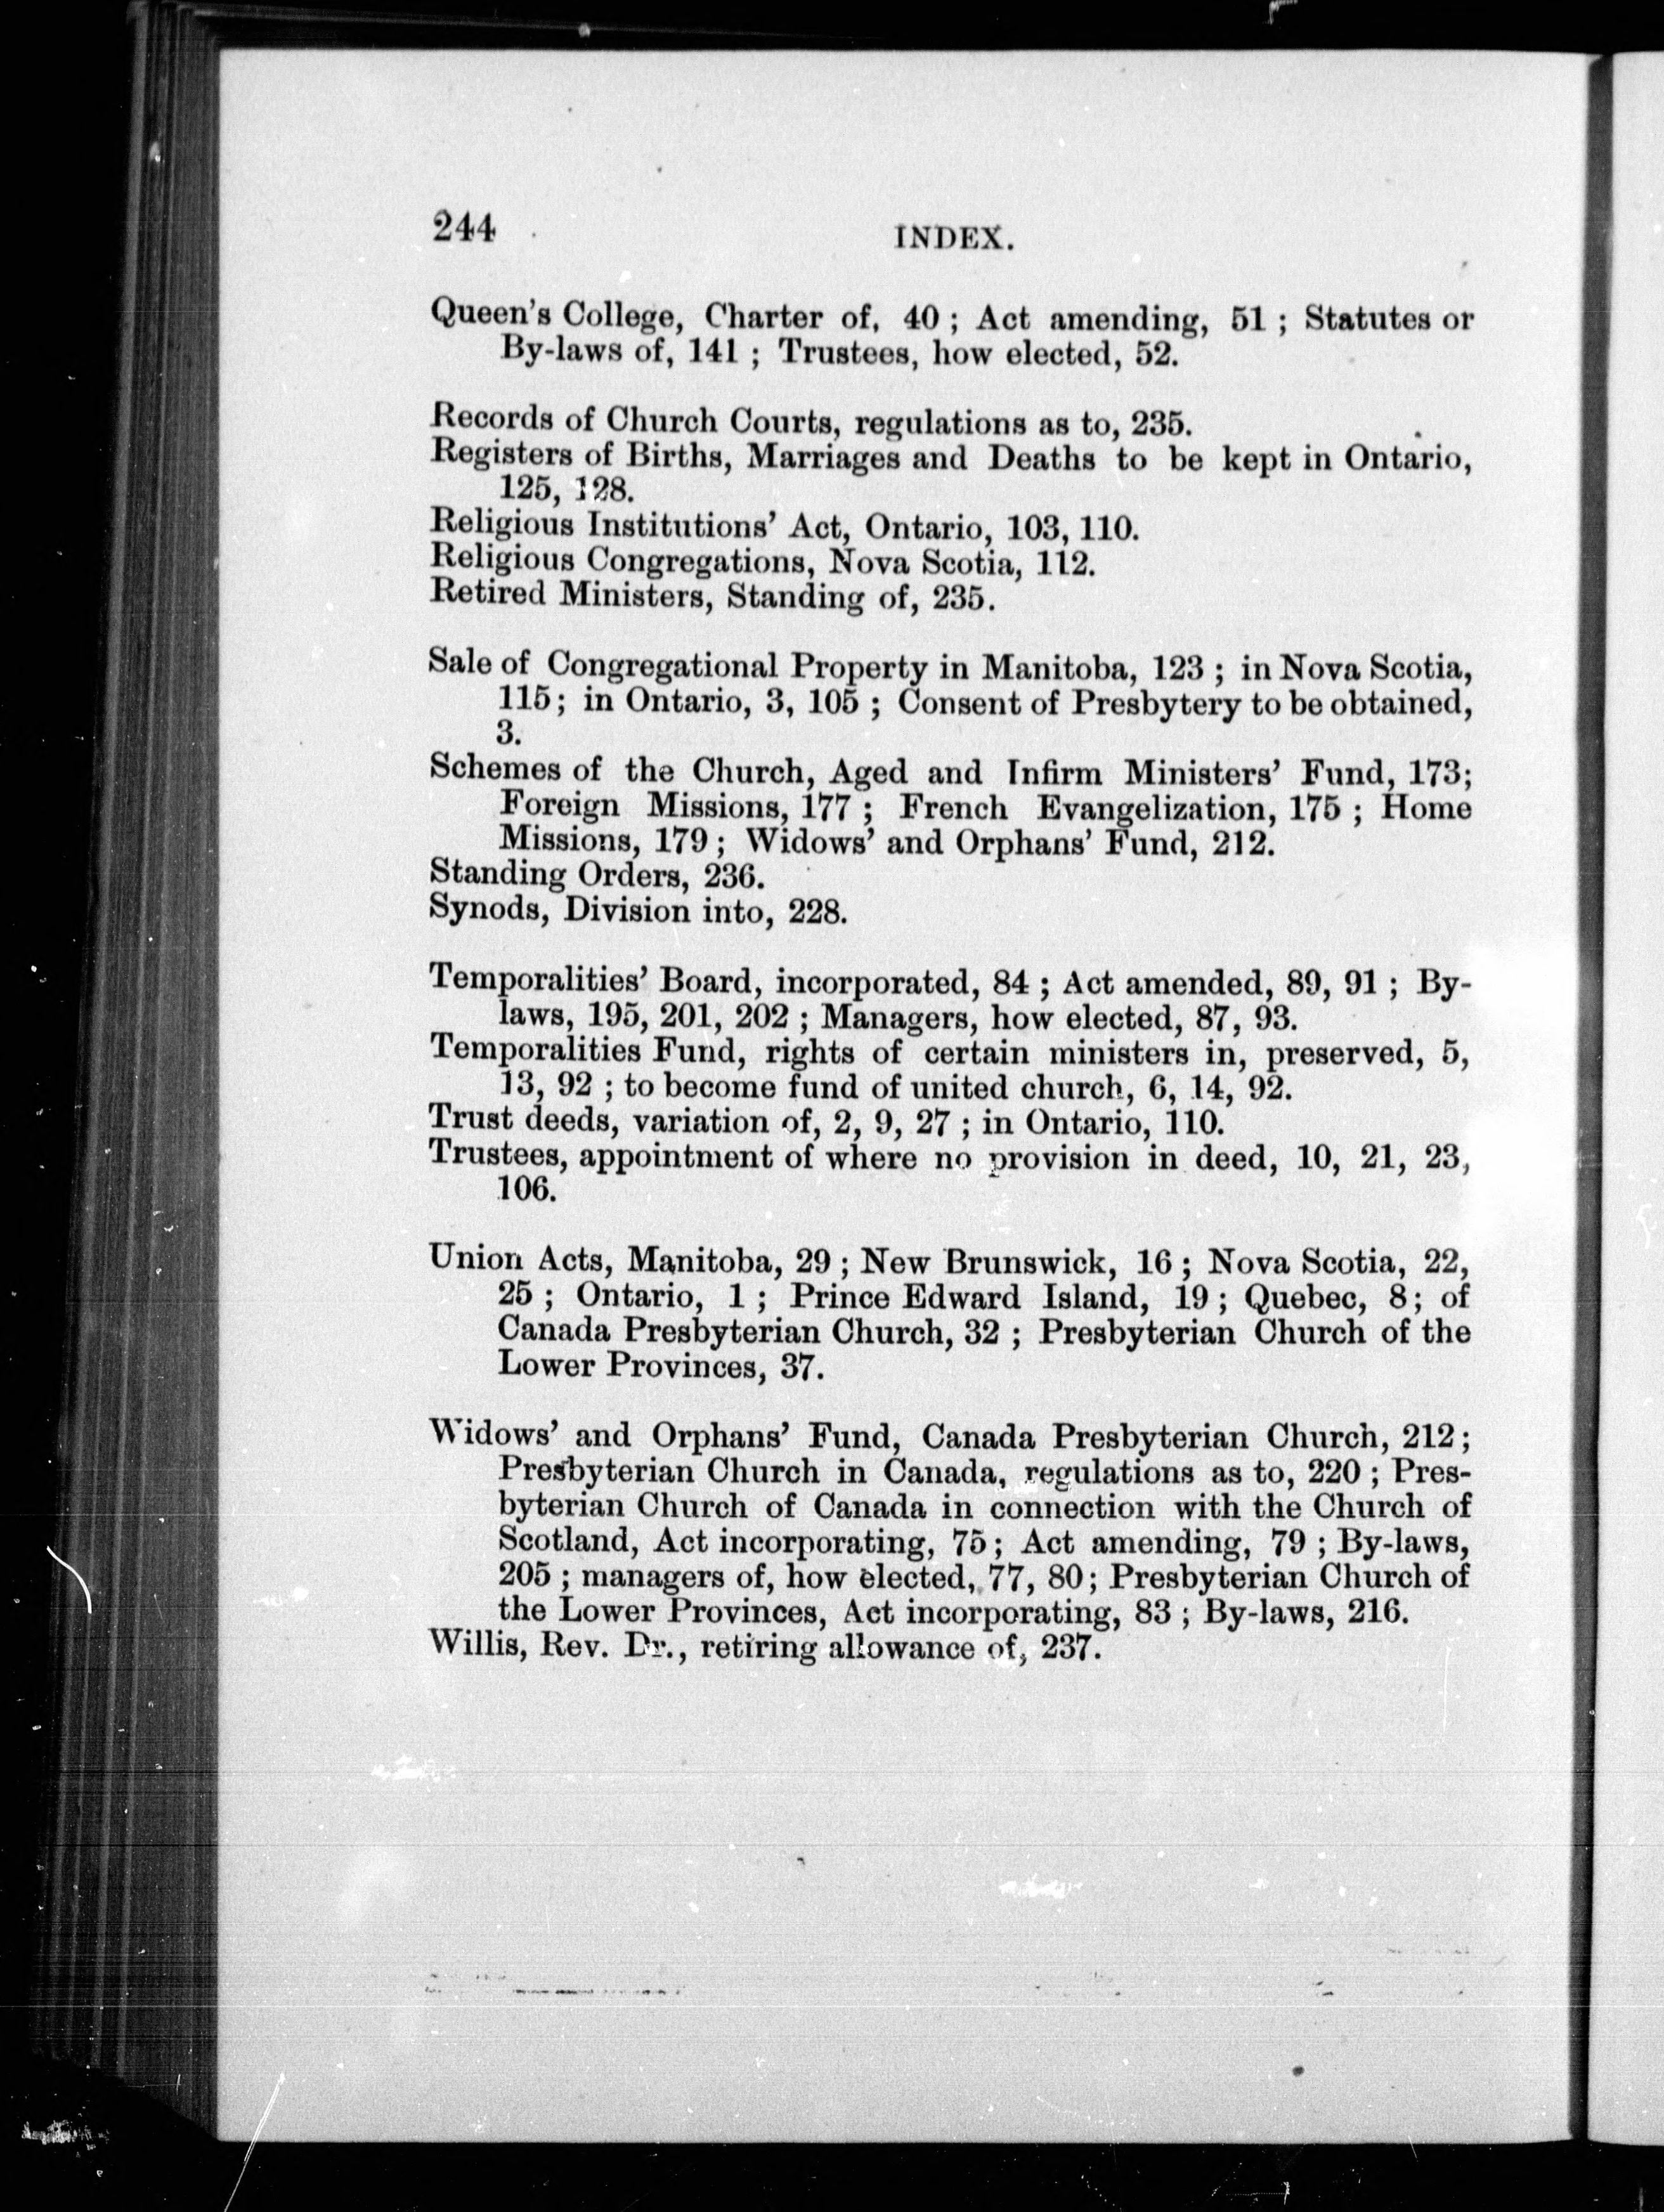 244
INDEX.
Queen's College, Charter of, 40 ; Act amending, 51 ; Statutes or
By-laws of, 141 ; Trustees, how elected, 52.
Records of Church Courts, regulations as to, 235.
Registers of Births, Marriages and Deaths to be kept in Ontario,
125, 128.
Religious Institutions' Act, Ontario, 103, 110.
Religious Congregations, Nova Scotia, 112.
Retired Ministers, Standing of, 235.
Sale of Congregational Property in Manitoba, 123 ; in Nova Scotia,
115; in Ontario, 3, 105 ; Consent of Presbytery to be obtained,
3.
Schemes of the Church, Aged and Infirm Ministers' Fund, 173;
Foreign Missions, 177 ; French Evangelization, 175 ; Home
Missions, 179 ; Widows' and Orphans' Fund, 212.
Standing Orders, 236.
Synods, Division into, 228.
Temporalities' Board, incorporated, 84 ; Act amended, 89, 91 ; By-
laws, 195, 201, 202 ; Managers, how elected, 87, 93.
Temporalities Fund, rights of certain ministers in, preserved, 5,
13, 92 ; to become fund of united church, 6, 14, 92.
Trust deeds, variation of, 2, 9, 27 ; in Ontario, 110.
Trustees, appointment of where no provision in deed, 10, 21, 23,
106.
Union Acts, Manitoba, 29 ; New Brunswick, 16 ; Nova Scotia, 22,
25 ; Ontario, 1 ; Prince Edward Island, 19 ; Quebec, 8; of
Canada Presbyterian Church, 32 ; Presbyterian Church of the
Lower Provinces, 37.
Widows' and Orphans' Fund, Canada Presbyterian Church, 212;
Presbyterian Church in Canada, regulations as to, 220 ; Pres-
byterian Church of Canada in connection with the Church of
Scotland, Act incorporating, 75; Act amending, 79 ; By-laws,
205 ; managers of, how elected, 77, 80; Presbyterian Church of
the Lower Provinces, Act incorporating, 83 ; By-laws, 216.
Willis, Rev. Dr., retiring allowance of, 237.